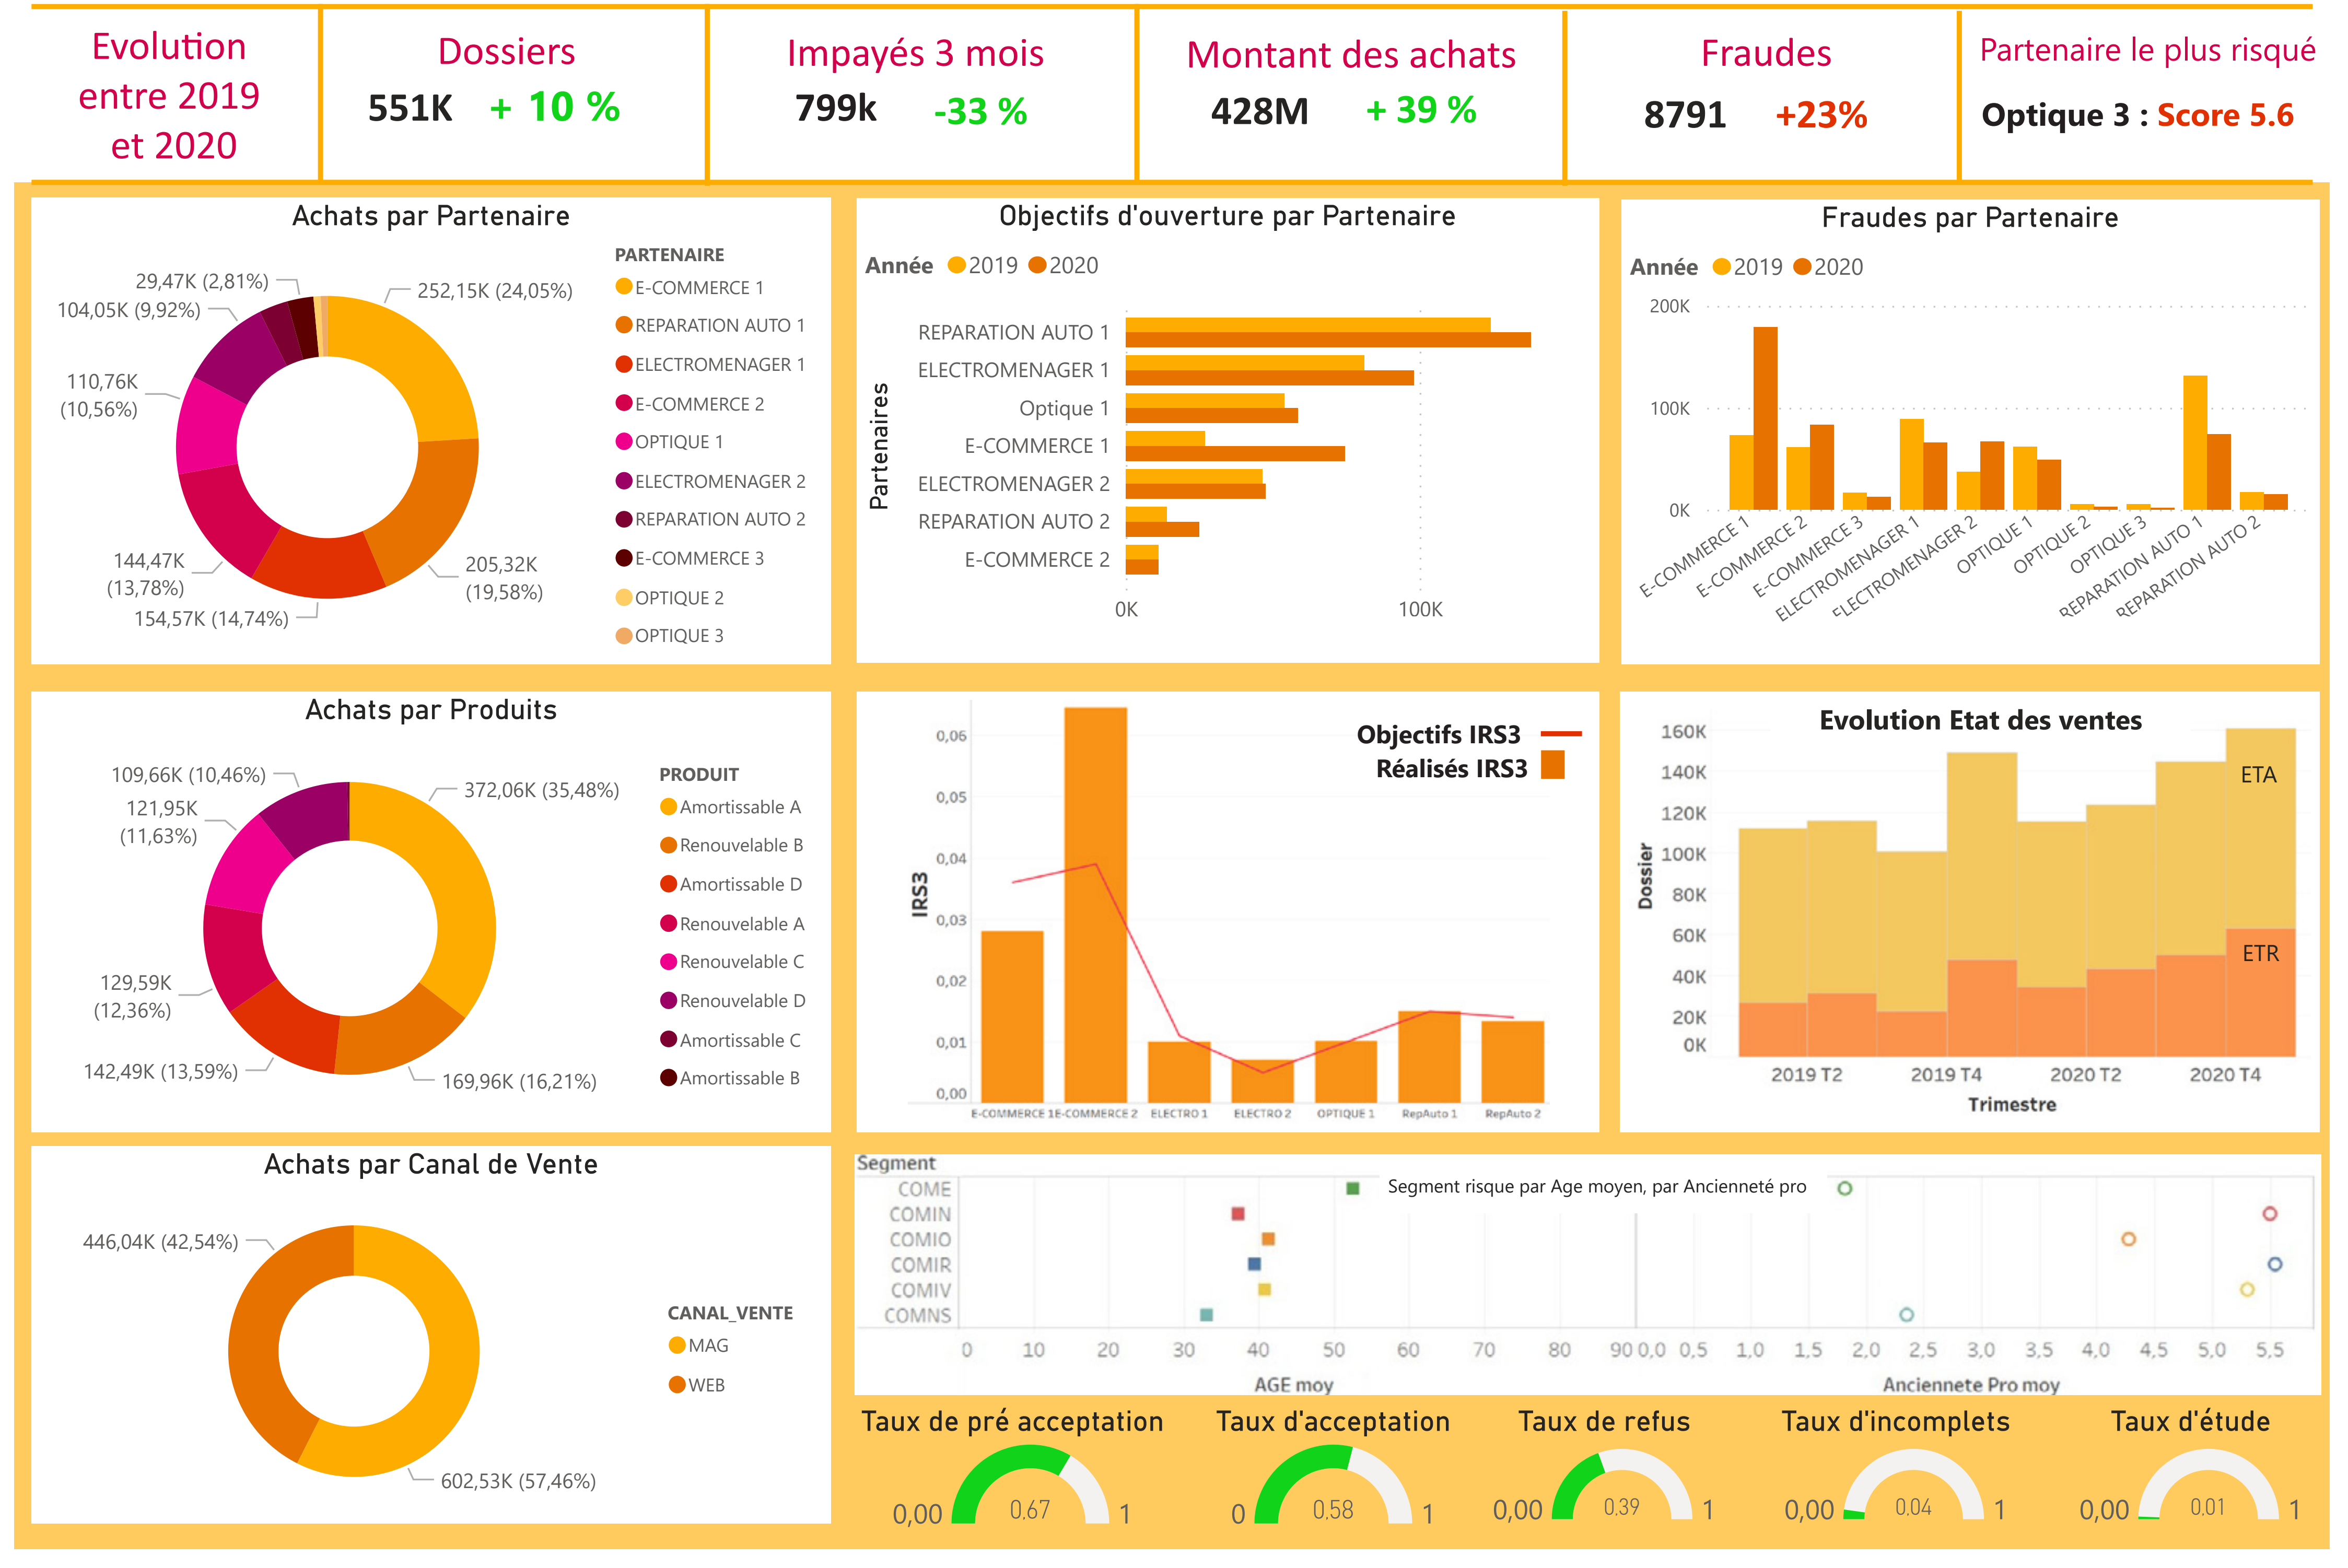 Evolution
entre 2019
et 2020
Dossiers
551K + 10 %
Impayés 3 mois
799k -33 %
Montant des achats
428M + 39 %
Fraudes
8791 +23%
Partenaire le plus risqué
Optique 3 : Score 5.6
Achats par Partenaire
29,47K (2,81%)
104,05K (9,92%)
110,76K
(10,56%)
144,47K
(13,78%)
154,57K (14,74%)
252,15K (24,05%)
205,32K
(19,58%)
PARTENAIRE
E-COMMERCE 1
REPARATION AUTO 1
ELECTROMENAGER 1
E-COMMERCE 2
OPTIQUE 1
ELECTROMENAGER 2
REPARATION AUTO 2
E-COMMERCE 3
OPTIQUE 2
OPTIQUE 3
Objectifs d'ouverture par Partenaire
Année 2019 2020
Partenaires
REPARATION AUTO 1
ELECTROMENAGER 1
Optique 1
E-COMMERCE 1
ELECTROMENAGER 2
REPARATION AUTO 2
E-COMMERCE 2
0K 100K
Fraudes par Partenaire
Année 2019 2020
200K
100K
0K
E-COMMERCE 1
E-COMMERCE 2
E-COMMERCE 3
ELECTROMENAGER 1
ELECTROMENAGER 2
OPTIQUE 1
OPTIQUE 2
OPTIQUE 3
REPARATION AUTO 1
REPARATION AUTO 2
Achats par Produits
109,66K (10,46%)
121,95K
(11,63%)
129,59K
(12,36%)
142,49K (13,59%)
372,06K (35,48%)
169,96K (16,21%)
PRODUIT
Amortissable A
Renouvelable B
Amortissable D
Renouvelable A
Renouvelable C
Renouvelable D
Amortissable C
Amortissable B
Objectifs IRS3
Réalisés IRS3
IRS3
0,06
0,05
0,04
0,03
0,02
0,01
0,00
E-COMMERCE 1 E-COMMERCE 2 ELECTRO 1 ELECTRO 2 OPTIQUE 1 RepAuto 1 RepAuto 2
Evolution Etat des ventes
Dossier
160K
140K
120K
100K
80K
60K
40K
20K
0K
ETA
ETR
2019 T2 2019 T4 2020 T2 2020 T4
Trimestre
Achats par Canal de Vente
446,04K (42,54%)
602,53K (57,46%)
CANAL_VENTE
MAG
WEB
Segment
Segment risque par Age moyen, par Ancienneté pro
COME
COMIN
COMIO
COMIR
COMIV
COMNS
0 10 20 30 40 50 60 70 80 90 0,0 0,5 1,0 1,5 2,0 2,5 3,0 3,5 4,0 4,5 5,0 5,5
AGE moy Anciennete Pro moy
Taux de pré acceptation
0,00 0,67 1
Taux d'acceptation
0 0,58 1
Taux de refus
0,00 0,39 1
Taux d'incomplets
0,00 0,04 1
Taux d'étude
0,00 0,01 1